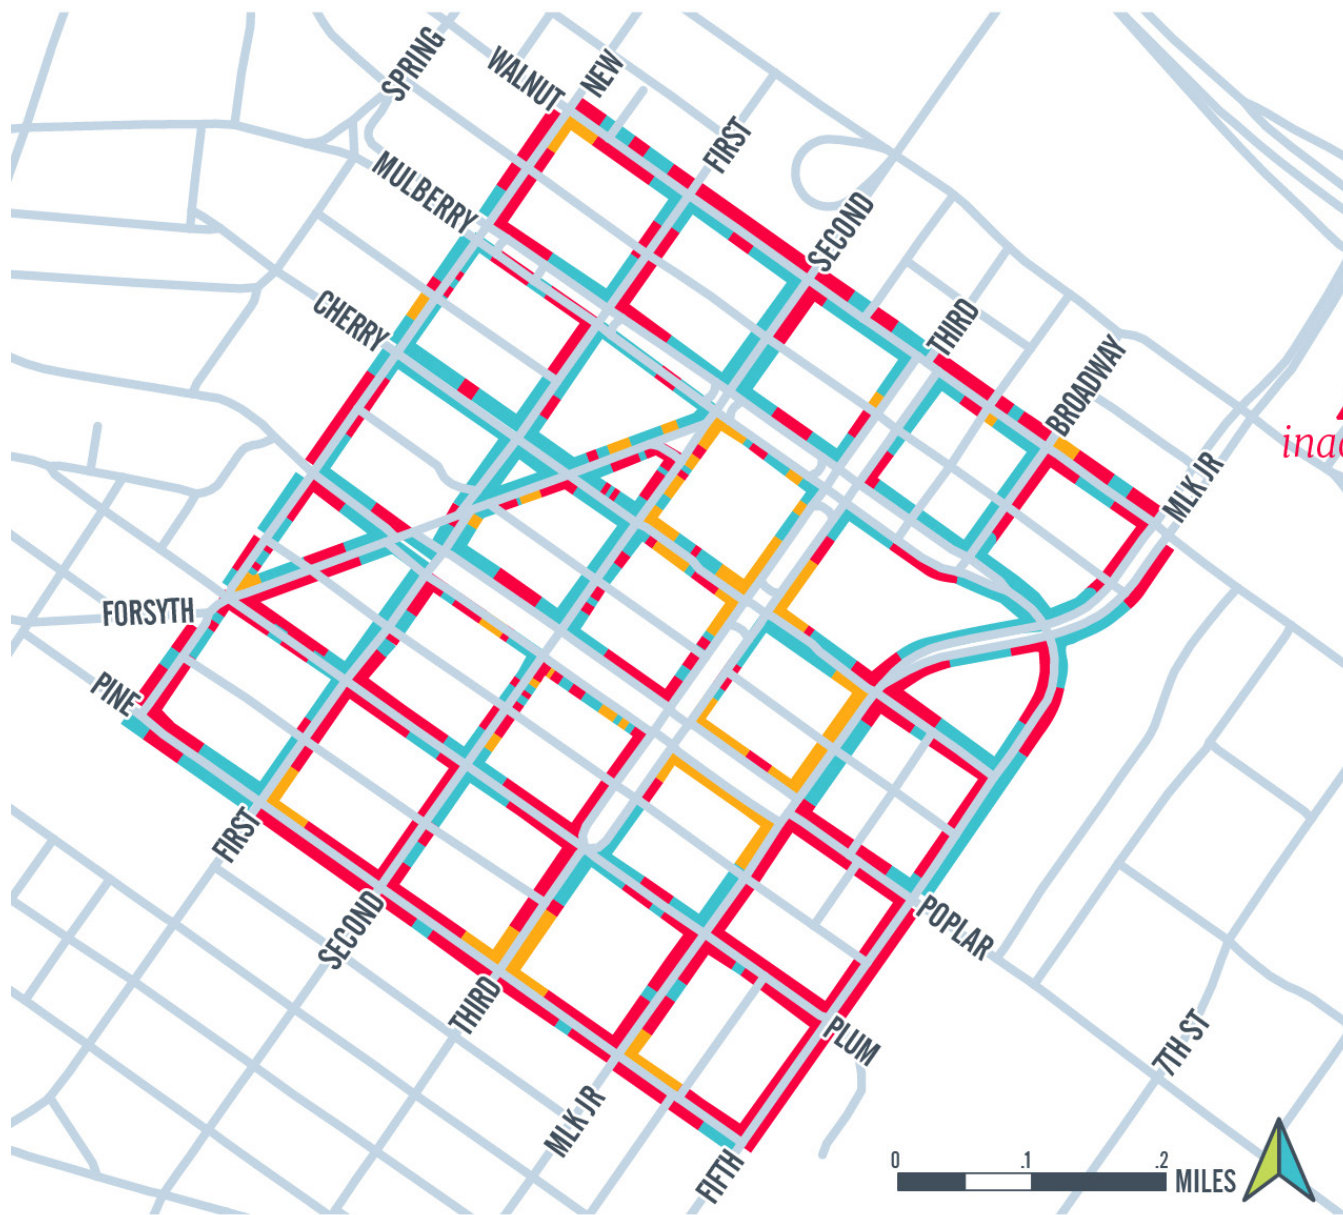 SPRING
WALNUT
NEW
FIRST
MULBERRY
SECOND
CHERRY
THIRD
BROADWAY
MLK JR
inac
FORSYTH
PINE
FIRST
SECOND
POPLAR
THIRD
PLUM
7TH ST
MLK JR
FIFTH
0 .1 .2
MILES